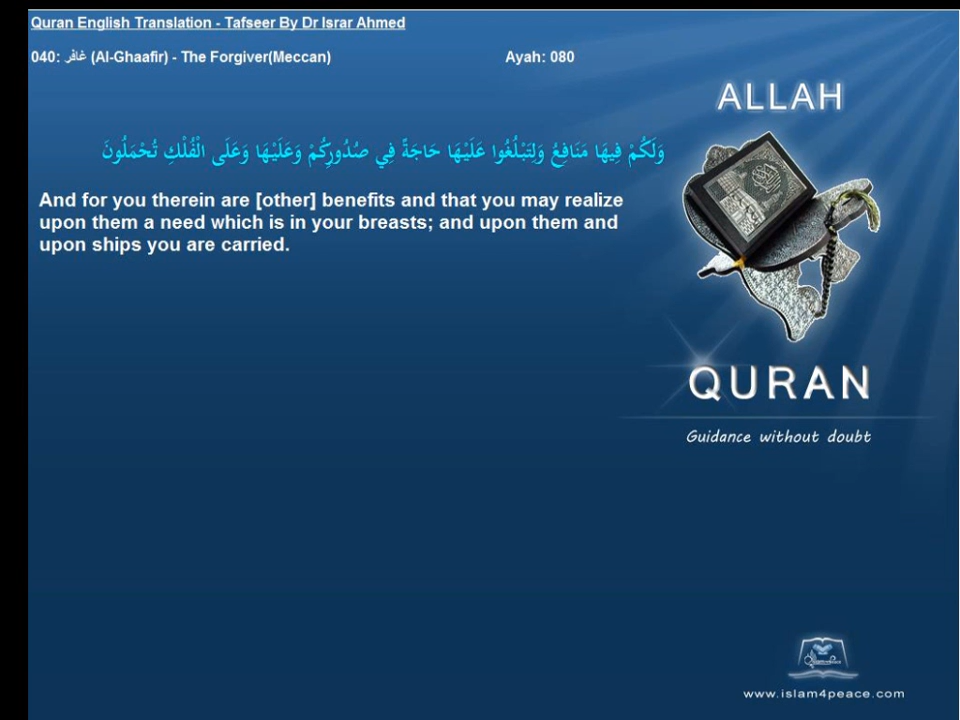 Quran English Translation - Tafseer By Dr Israr Ahmed
040: غافر (Al-Ghaafir) - The Forgiver(Meccan) Ayah: 080
ALLAH
وَلَكُمْ فِيهَا مَنَافِعُ وَلِتَبْلُغُوا عَلَيْهَا حَاجَةً فِي صُدُورِكُمْ وَعَلَيْهَا وَعَلَى الْفُلْكِ تُحْمَلُونَ
And for you therein are [other] benefits and that you may realize
upon them a need which is in your breasts; and upon them and
upon ships you are carried.
QURAN
Guidance without doubt
www.islam4peace.com